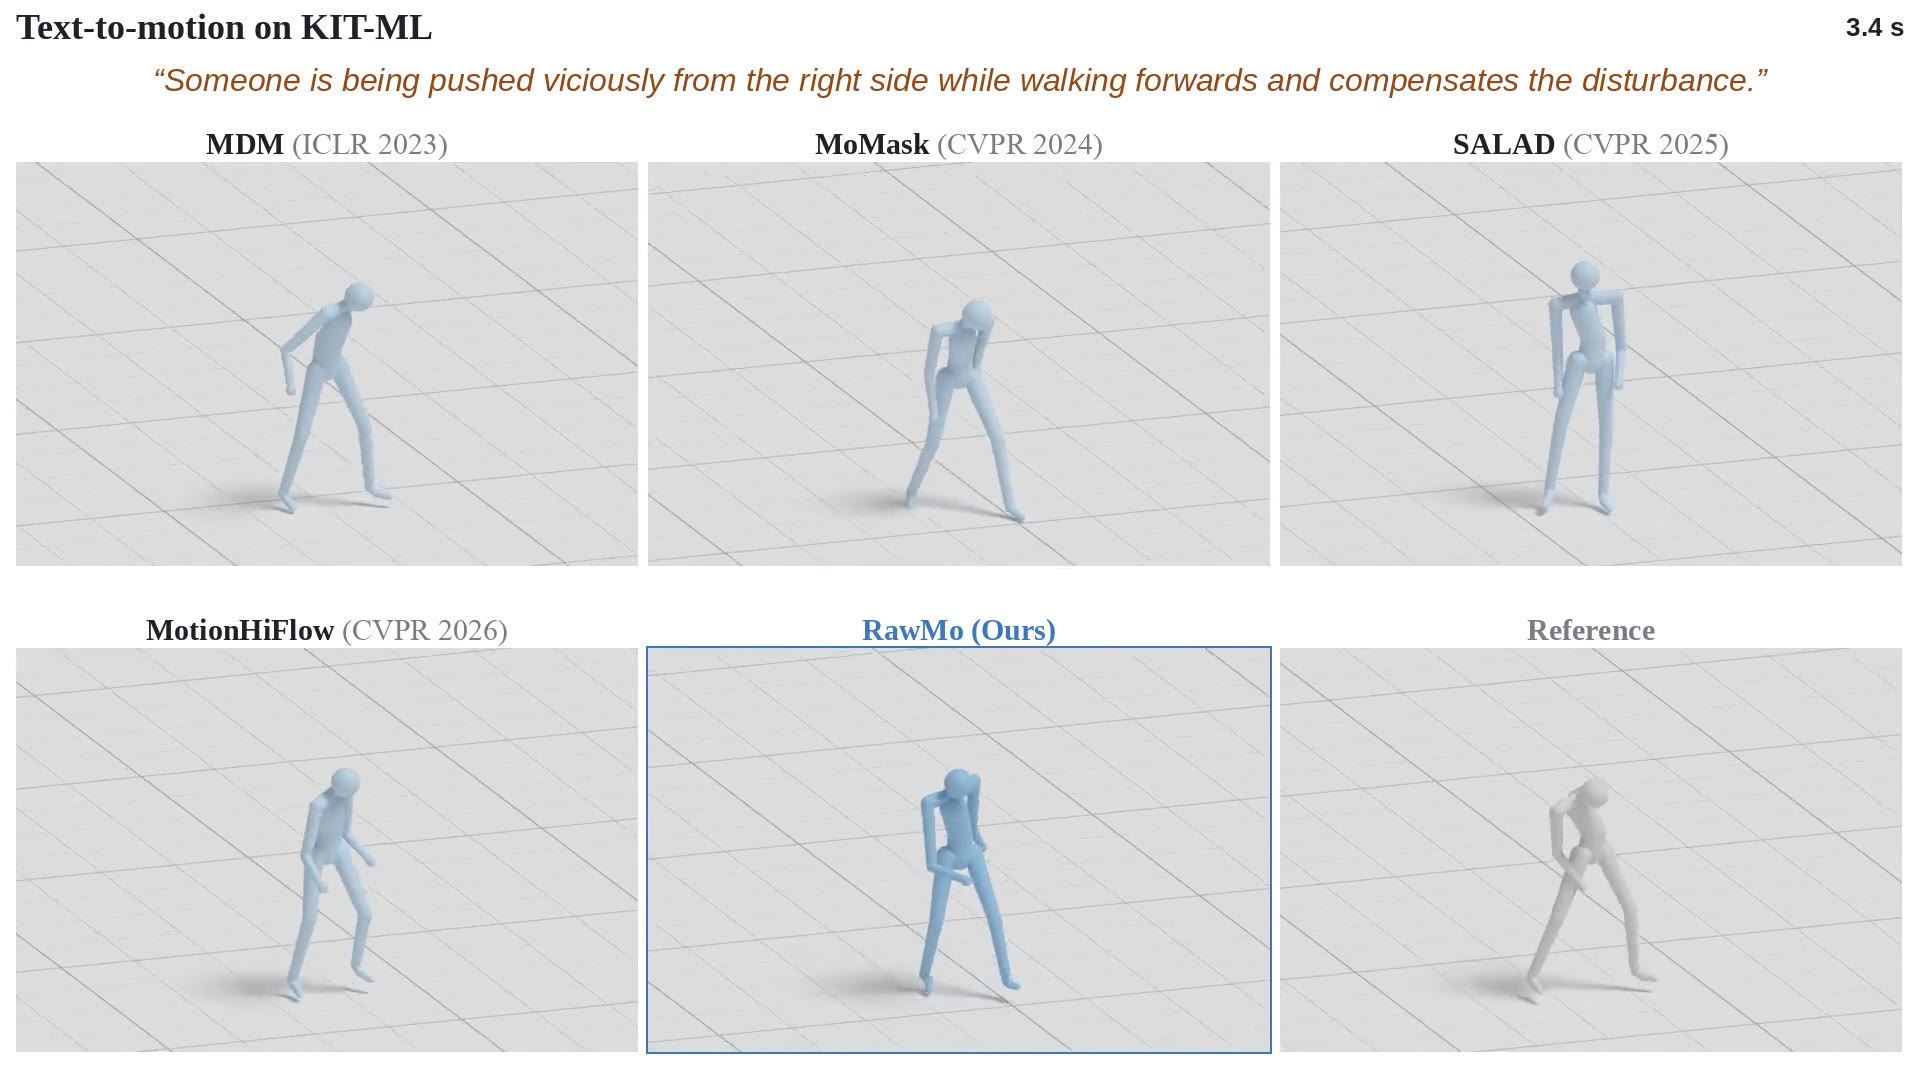 Text-to-motion on KIT-ML
3.4 s
“Someone is being pushed viciously from the right side while walking forwards and compensates the disturbance.”
MDM (ICLR 2023)
MoMask (CVPR 2024)
SALAD (CVPR 2025)
MotionHiFlow (CVPR 2026)
RawMo (Ours)
Reference